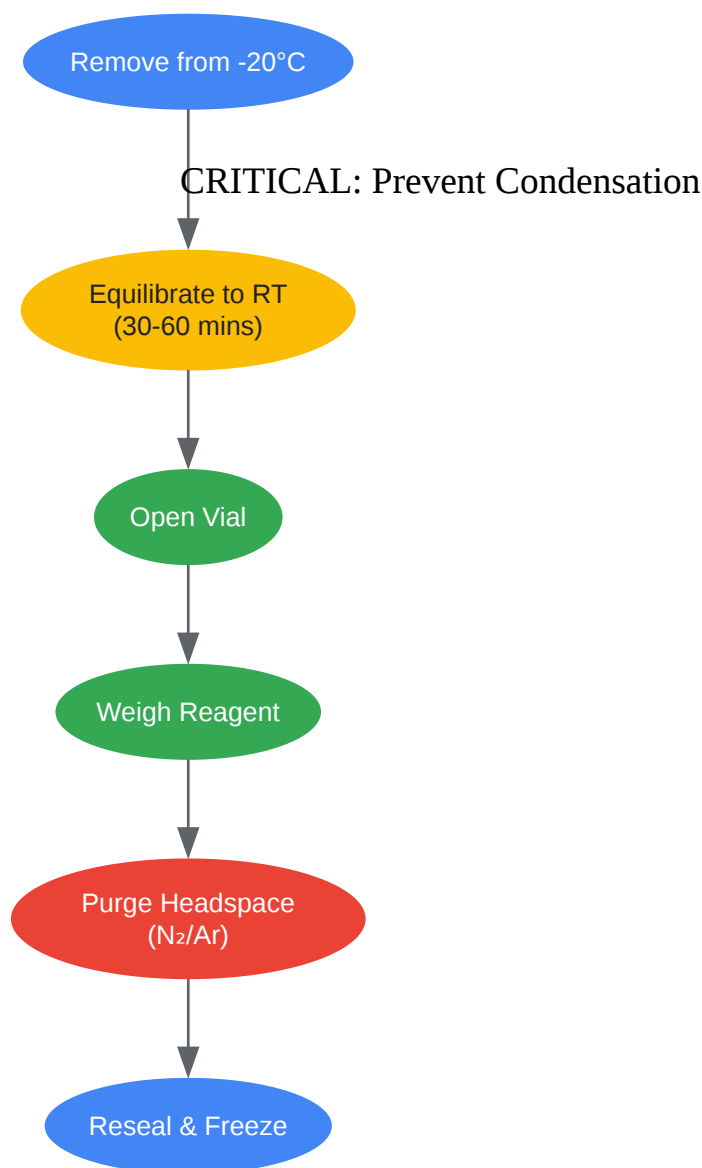 Remove from -20°C
CRITICAL: Prevent Condensation
Equilibrate to RT
(30-60 mins)
Open Vial
Weigh Reagent
Purge Headspace
(N₂/Ar)
Reseal & Freeze